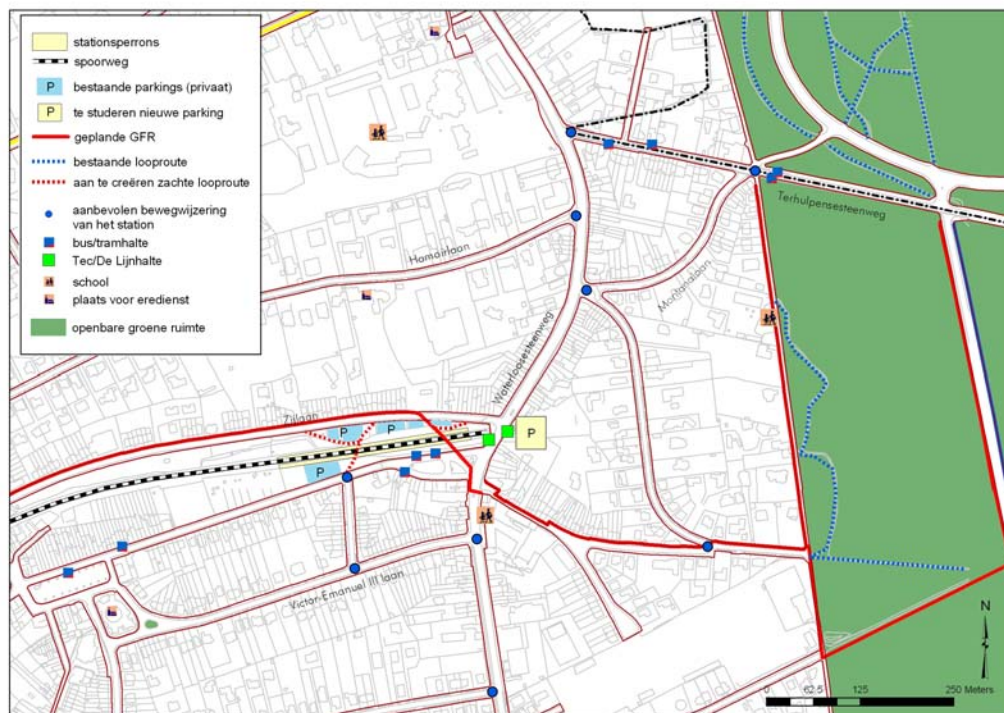 stationsperrons
spoorweg
P
bestaande parkings (privaat)
P
te studeren nieuwe parking
geplande GFR
bestaande looproute
aan te creëren zachte looproute
aanbevolen bewegwijzering
van het station
bus/tramhalte
Tec/De Lijnhalte
school
plaats voor eredienst
openbare groene ruimte
Terhulpensesteenweg
Hamoirlaan
Montanalaan
Waterloosesteenweg
Zijlaan
P
P
P
P
Victor-Emanuel III laan
N
0
62.5
125
250 Meters